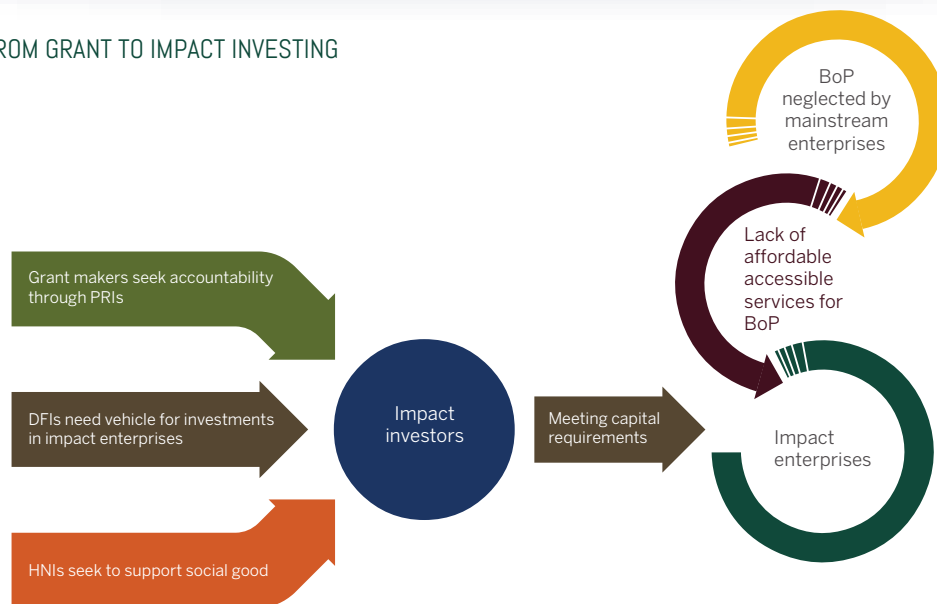 ROM GRANT TO IMPACT INVESTING
BoP
neglected by
mainstream
enterprises
Lack of
affordable
accessible
services for
BoP
Grant makers seek accountability
through PRIs
DFIs need vehicle for investments
in impact enterprises
HNIs seek to support social good
Impact
investors
Meeting capital
requirements
Impact
enterprises